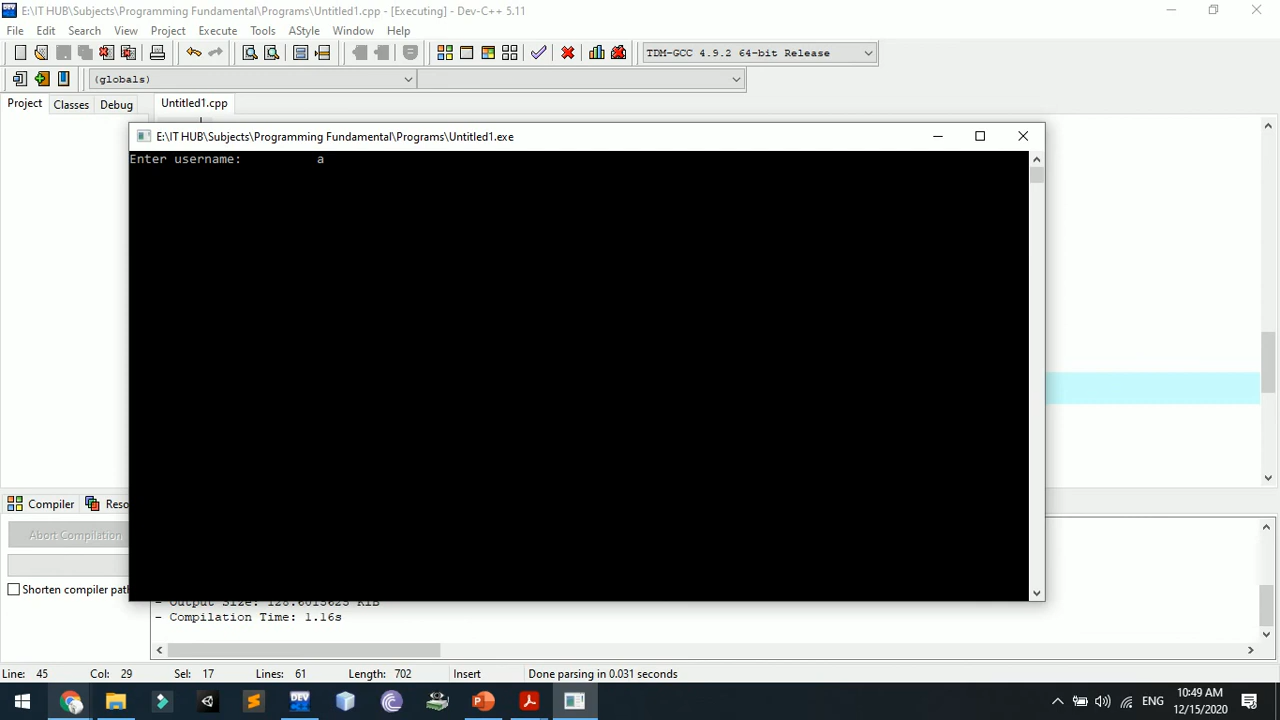 E:\IT HUB\Subjects\Programming Fundamental\Programs\Untitled1.cpp - [Executing] - Dev-C++ 5.11
File Edit Search View Project Execute Tools AStyle Window Help
TDM-GCC 4.9.2 64-bit Release
(globals)
Project Classes Debug Untitled1.cpp
E:\IT HUB\Subjects\Programming Fundamental\Programs\Untitled1.exe
Enter username: a
Compiler
Abort Compilation
Shorten compiler
- Output Size:
- Compilation Time: 1.16s
Line: 45 Col: 29 Sel: 17 Lines: 61 Length: 702 Insert Done parsing in 0.031 seconds
DEV ENG 10:49 AM
12/15/2020